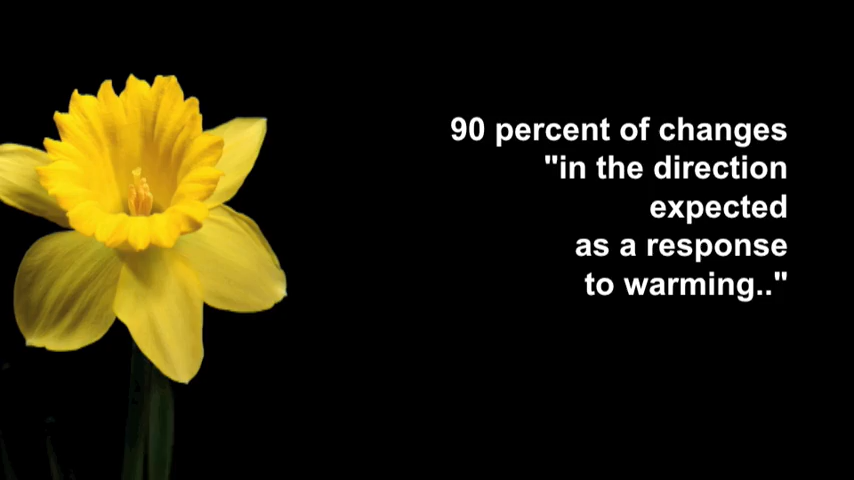 90 percent of changes
"in the direction
expected
as a response
to warming.."